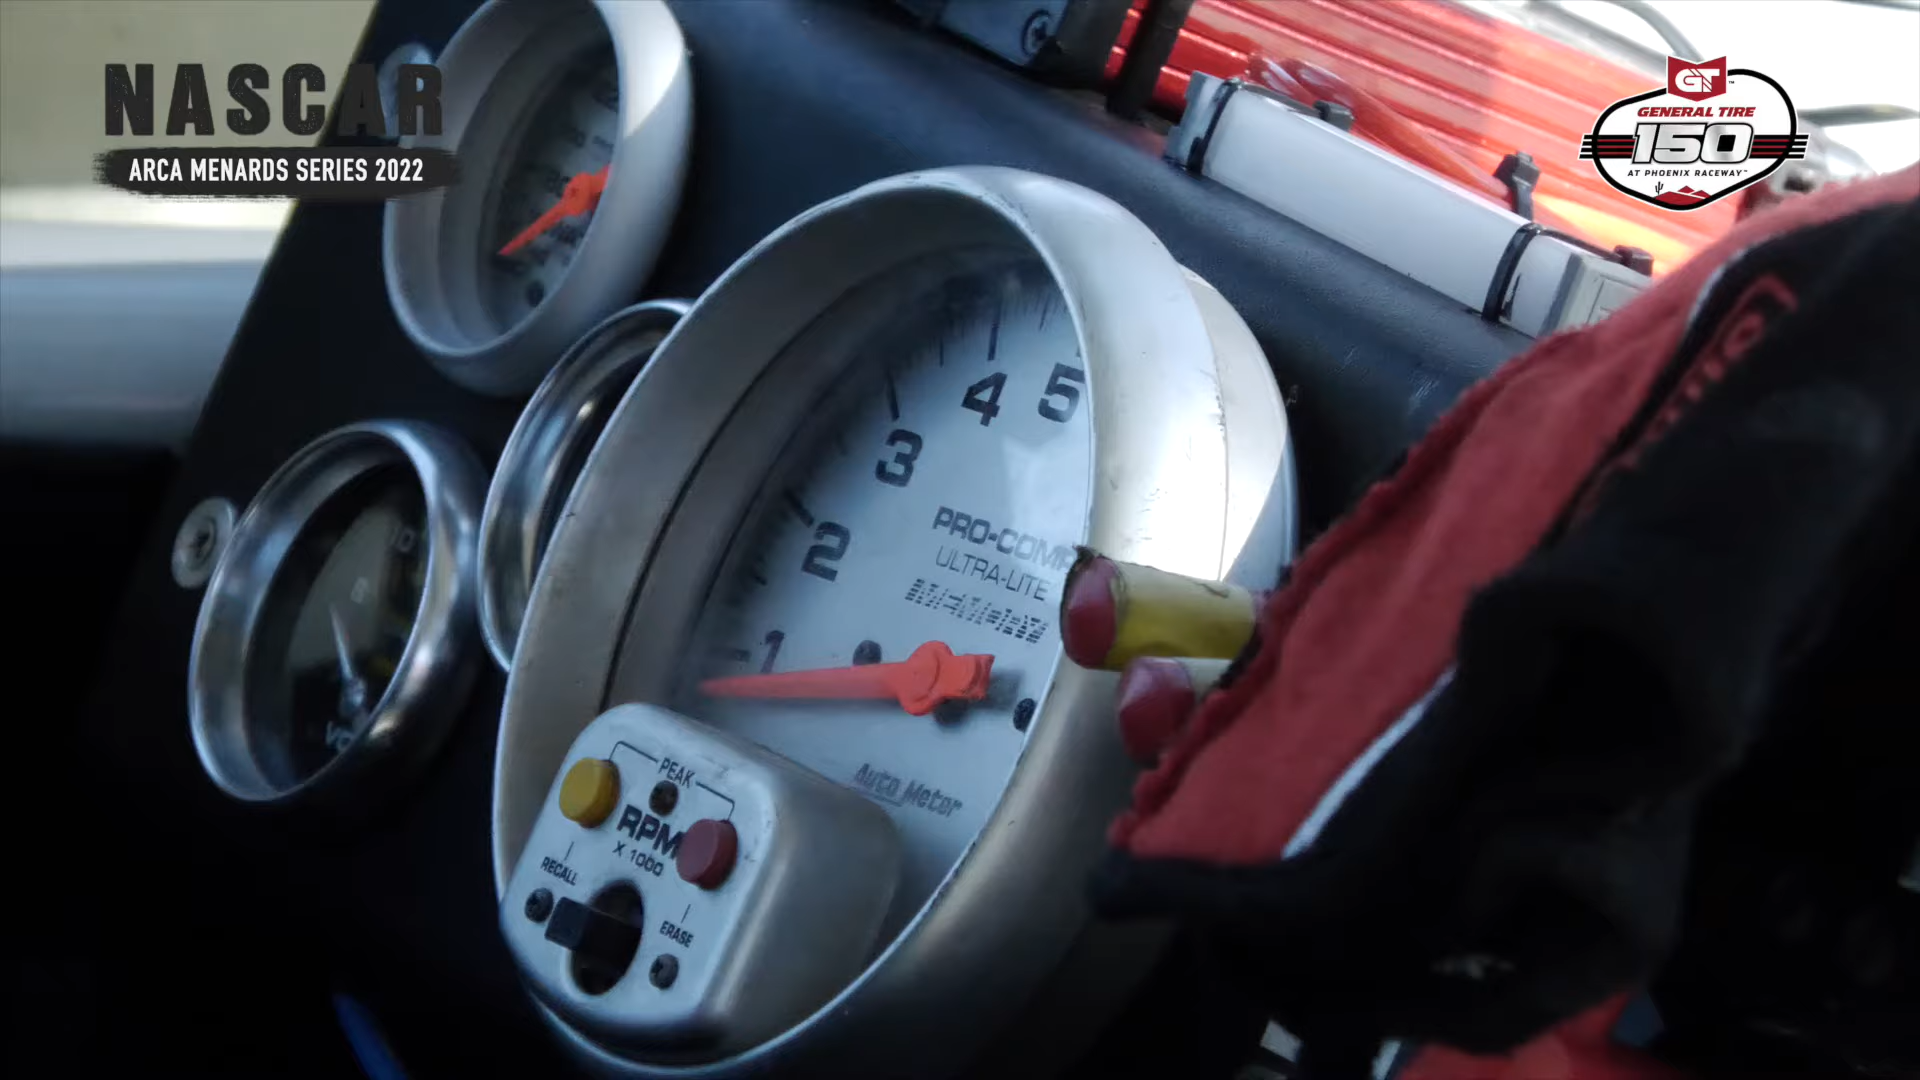 NASCAR
ARCA MENARDS SERIES 2022
GT
GENERAL TIRE
150
AT PHOENIX RACEWAY
5
4
3
2
1
PRO-COMP
ULTRA-LITE
Auto Meter
PEAK
RPM
X 1000
RECALL
ERASE